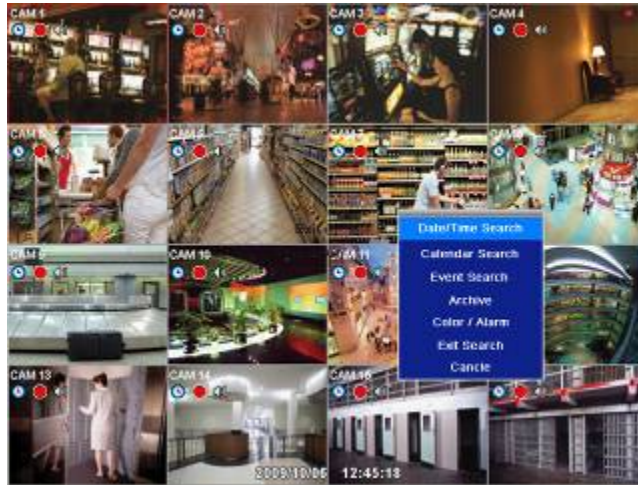 CAM 1
CAM 2
CAM 3
CAM 4
CAM 9
CAM 10
CAM 11
Date/Time Search
Calendar Search
Event Search
Archive
Color / Alarm
Exit Search
Cancle
CAM 13
CAM 14
2009/10/06 12:45:18